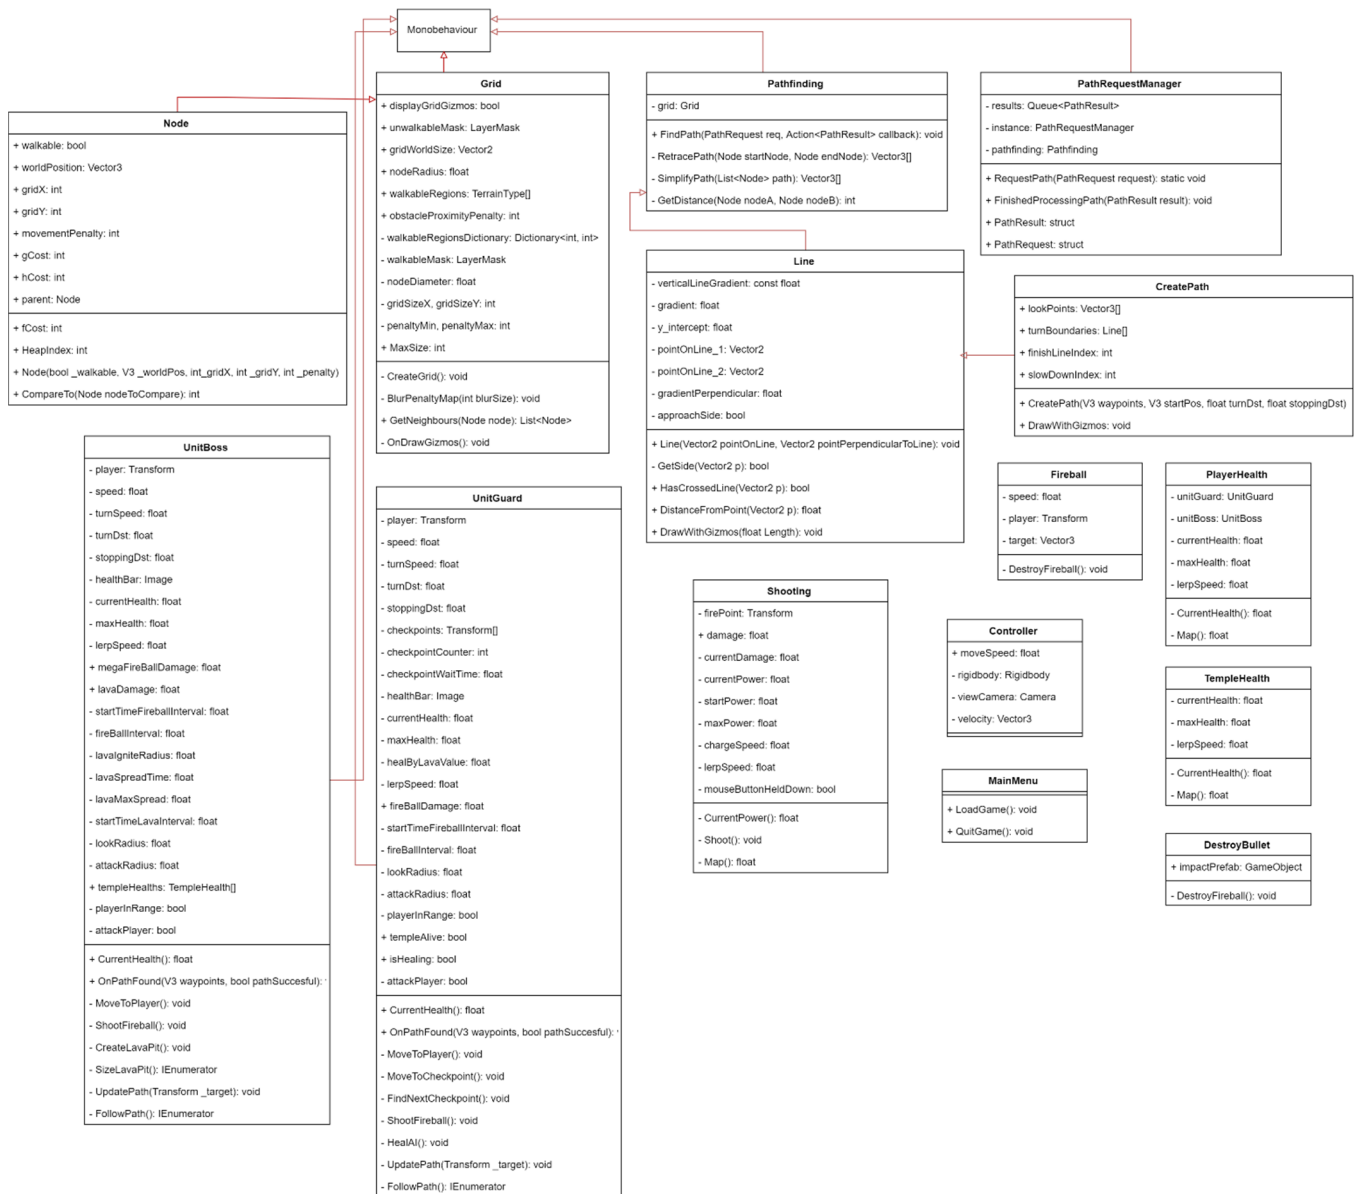 Monobehaviour
Node
+ walkable: bool
+ worldPosition: Vector3
+ gridX: int
+ gridY: int
+ movementPenalty: int
+ gCost: int
+ hCost: int
+ parent: Node
+ fCost: int
+ HeapIndex: int
+ Node(bool _walkable, V3 _worldPos, int_gridX, int _gridY, int _penalty)
+ CompareTo(Node nodeToCompare): int
Grid
+ displayGridGizmos: bool
+ unwalkableMask: LayerMask
+ gridWorldSize: Vector2
+ nodeRadius: float
+ walkableRegions: TerrainType[]
+ obstacleProximityPenalty: int
- walkableRegionsDictionary: Dictionary<int, int>
- walkableMask: LayerMask
- nodeDiameter: float
- gridSizeX, gridSizeY: int
- penaltyMin, penaltyMax: int
+ MaxSize: int
- CreateGrid(): void
- BlurPenaltyMap(int blurSize): void
+ GetNeighbours(Node node): List<Node>
- OnDrawGizmos(): void
Pathfinding
- grid: Grid
+ FindPath(PathRequest req, Action<PathResult> callback): void
- RetracePath(Node startNode, Node endNode): Vector3[]
- SimplifyPath(List<Node> path): Vector3[]
- GetDistance(Node nodeA, Node nodeB): int
PathRequestManager
- results: Queue<PathResult>
- instance: PathRequestManager
- pathfinding: Pathfinding
+ RequestPath(PathRequest request): static void
+ FinishedProcessingPath(PathResult result): void
+ PathResult: struct
+ PathRequest: struct
Line
- verticalLineGradient: const float
- gradient: float
- y_intercept: float
- pointOnLine_1: Vector2
- pointOnLine_2: Vector2
- gradientPerpendicular: float
- approachSide: bool
+ Line(Vector2 pointOnLine, Vector2 pointPerpendicularToLine): void
- GetSide(Vector2 p): bool
+ HasCrossedLine(Vector2 p): bool
+ DistanceFromPoint(Vector2 p): float
+ DrawWithGizmos(float Length): void
CreatePath
+ lookPoints: Vector3[]
+ turnBoundaries: Line[]
+ finishLineIndex: int
+ slowDownIndex: int
+ CreatePath(V3 waypoints, V3 startPos, float turnDst, float stoppingDst)
+ DrawWithGizmos: void
UnitBoss
- player: Transform
- speed: float
- turnSpeed: float
- turnDst: float
- stoppingDst: float
- healthBar: Image
- currentHealth: float
- maxHealth: float
- lerpSpeed: float
+ megaFireBallDamage: float
+ lavaDamage: float
- startTimeFireballInterval: float
- fireBallInterval: float
- lavaIgniteRadius: float
- lavaSpreadTime: float
- lavaMaxSpread: float
- startTimeLavaInterval: float
- lookRadius: float
- attackRadius: float
+ templeHealths: TempleHealth[]
- playerInRange: bool
- attackPlayer: bool
+ CurrentHealth(): float
+ OnPathFound(V3 waypoints, bool pathSuccesful):
- MoveToPlayer(): void
- ShootFireball(): void
- CreateLavaPit(): void
- SizeLavaPit(): IEnumerator
- UpdatePath(Transform _target): void
- FollowPath(): IEnumerator
UnitGuard
- player: Transform
- speed: float
- turnSpeed: float
- turnDst: float
- stoppingDst: float
- checkpoints: Transform[]
- checkpointCounter: int
- checkpointWaitTime: float
- healthBar: Image
- currentHealth: float
- maxHealth: float
- healByLavaValue: float
- lerpSpeed: float
+ fireBallDamage: float
- startTimeFireballInterval: float
- fireBallInterval: float
- lookRadius: float
- attackRadius: float
- playerInRange: bool
+ templeAlive: bool
+ isHealing: bool
- attackPlayer: bool
+ CurrentHealth(): float
+ OnPathFound(V3 waypoints, bool pathSuccesful):
- MoveToPlayer(): void
- MoveToCheckpoint(): void
- FindNextCheckpoint(): void
- ShootFireball(): void
- HealAI(): void
- UpdatePath(Transform _target): void
- FollowPath(): IEnumerator
Shooting
- firePoint: Transform
+ damage: float
- currentDamage: float
- currentPower: float
- startPower: float
- maxPower: float
- chargeSpeed: float
- lerpSpeed: float
- mouseButtonHeldDown: bool
- CurrentPower(): float
- Shoot(): void
- Map(): float
Fireball
- speed: float
- player: Transform
- target: Vector3
- DestroyFireball(): void
PlayerHealth
- unitGuard: UnitGuard
- unitBoss: UnitBoss
- currentHealth: float
- maxHealth: float
- lerpSpeed: float
- CurrentHealth(): float
- Map(): float
Controller
+ moveSpeed: float
- rigidbody: Rigidbody
- viewCamera: Camera
- velocity: Vector3
TempleHealth
- currentHealth: float
- maxHealth: float
- lerpSpeed: float
- CurrentHealth(): float
- Map(): float
MainMenu
+ LoadGame(): void
+ QuitGame(): void
DestroyBullet
+ impactPrefab: GameObject
- DestroyFireball(): void